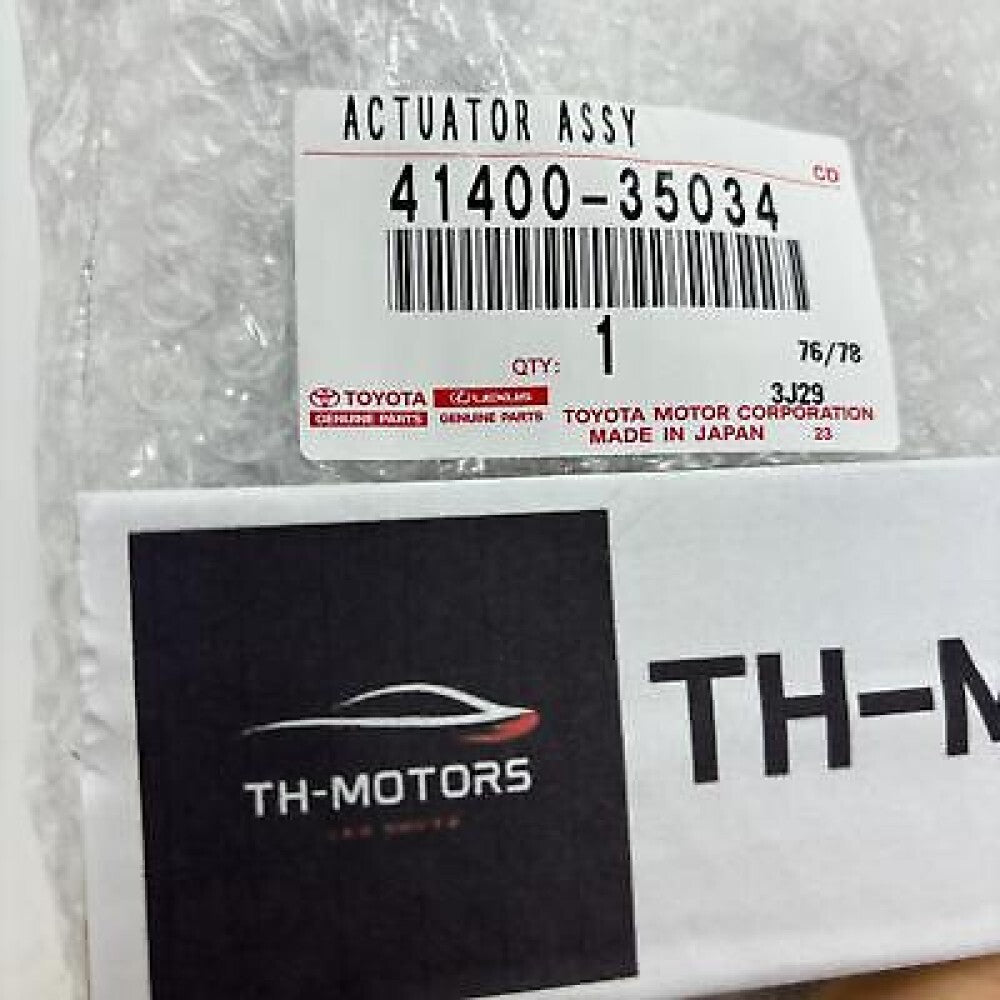 ACTUATOR ASSY
CD
41400-35034
1
QTY:
76/78
3J29
TOYOTA
LEXUS
GENUINE PARTS
GENUINE PARTS
TOYOTA MOTOR CORPORATION
MADE IN JAPAN 23
TH-M
TH-MOTORS